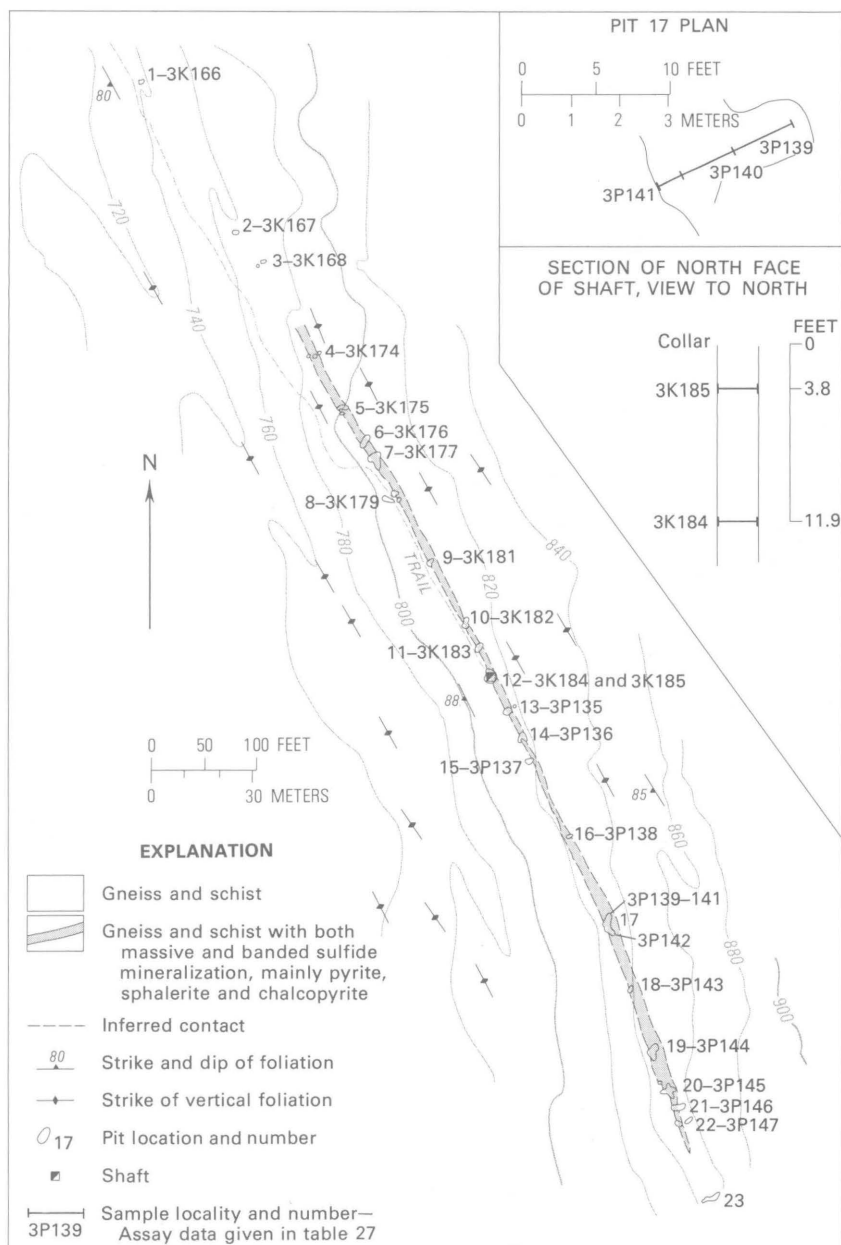 PIT 17 PLAN
0 5 10 FEET
0 1 2 3 METERS
3P139
3P140
3P141
SECTION OF NORTH FACE
OF SHAFT, VIEW TO NORTH
FEET
Collar
0
3K185
3.8
3K184
11.9
1–3K166
80
2–3K167
720
3–3K168
740
4–3K174
5–3K175
760
6–3K176
7–3K177
N
8–3K179
780
840
9–3K181
TRAIL
820
800
10–3K182
11–3K183
12–3K184 and 3K185
88
13–3P135
14–3P136
15–3P137
0 50 100 FEET
0 30 METERS
85
860
16–3P138
3P139–141
17
3P142
880
18–3P143
900
19–3P144
20–3P145
21–3P146
22–3P147
23
EXPLANATION
Gneiss and schist
Gneiss and schist with both
massive and banded sulfide
mineralization, mainly pyrite,
sphalerite and chalcopyrite
Inferred contact
80
Strike and dip of foliation
Strike of vertical foliation
17
Pit location and number
Shaft
Sample locality and number—
3P139
Assay data given in table 27